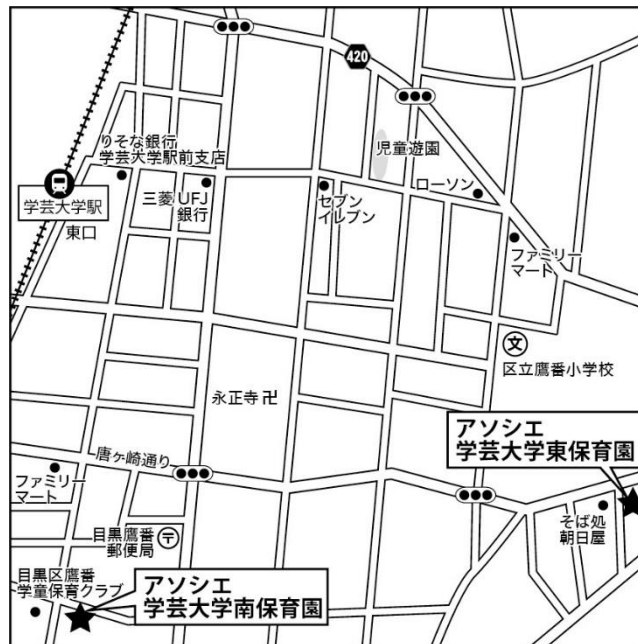 420
りそな銀行
学芸大学駅前支店
児童遊園
学芸大学駅
東口
三菱UFJ
銀行
セブン
イレブン
ローソン
ファミリー
マート
文
区立鷹番小学校
永正寺卍
アソシエ
学芸大学東保育園
唐ヶ崎通り
ファミリー
マート
そば処
朝日屋
目黒鷹番
郵便局
〒
目黒区鷹番
学童保育クラブ
アソシエ
学芸大学南保育園